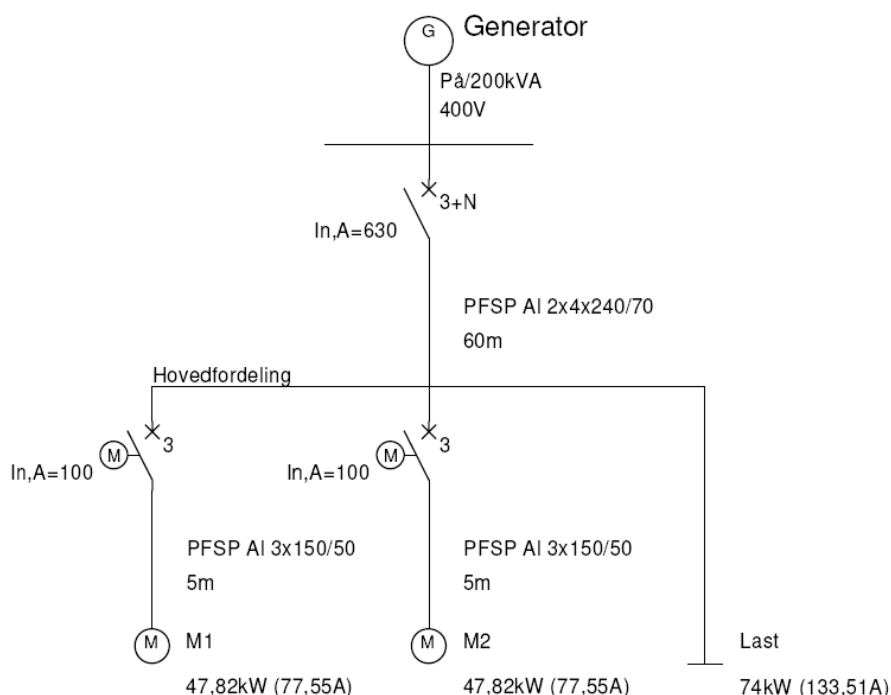 G
Generator
På/200kVA
400V
3+N
In,A=630
PFSP Al 2x4x240/70
60m
Hovedfordeling
M
3
In,A=100
M
3
In,A=100
PFSP Al 3x150/50
5m
PFSP Al 3x150/50
5m
M
M1
47,82kW (77,55A)
M
M2
47,82kW (77,55A)
Last
74kW (133.51A)